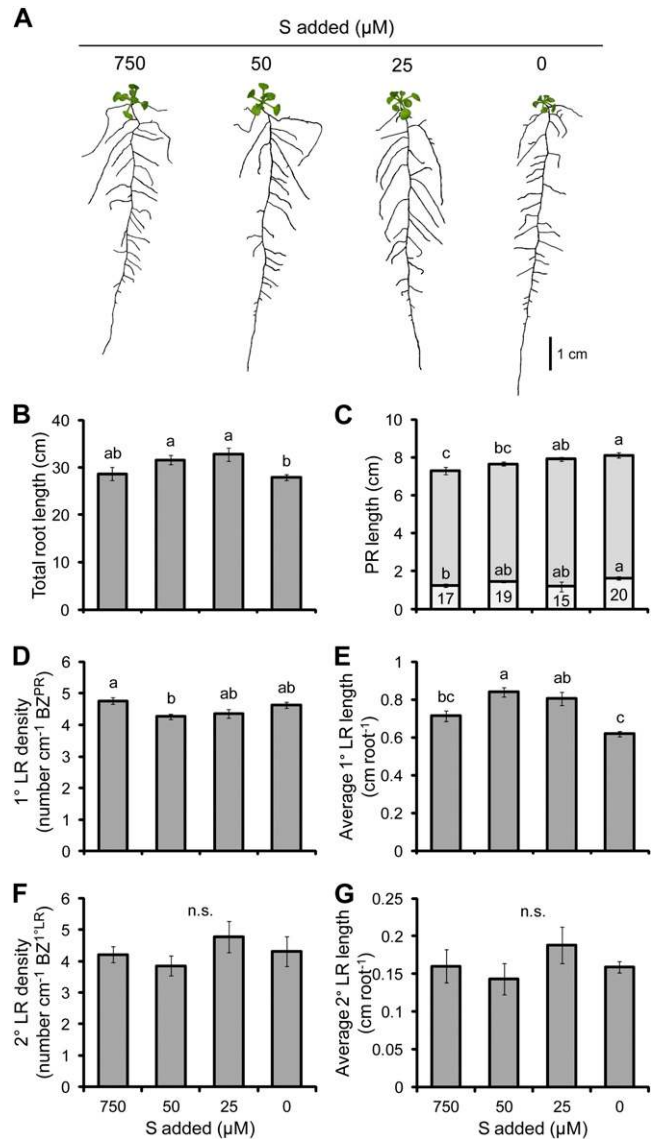 A
S added (µM)
750 50 25 0
1 cm
B
Total root length (cm)
40
30
20
10
0
ab a a b
C
PR length (cm)
10
8
6
4
2
0
c bc ab a
b ab ab a
17 19 15 20
D
1° LR density
(number cm⁻¹ BZᴾᴿ)
6
5
4
3
2
1
0
a b ab ab
E
Average 1° LR length
(cm root⁻¹)
1
0.8
0.6
0.4
0.2
0
bc a ab c
F
2° LR density
(number cm⁻¹ BZ¹°ᴸᴿ)
6
5
4
3
2
1
0
n.s.
750 50 25 0
S added (µM)
G
Average 2° LR length
(cm root⁻¹)
0.25
0.2
0.15
0.1
0.05
0
n.s.
750 50 25 0
S added (µM)